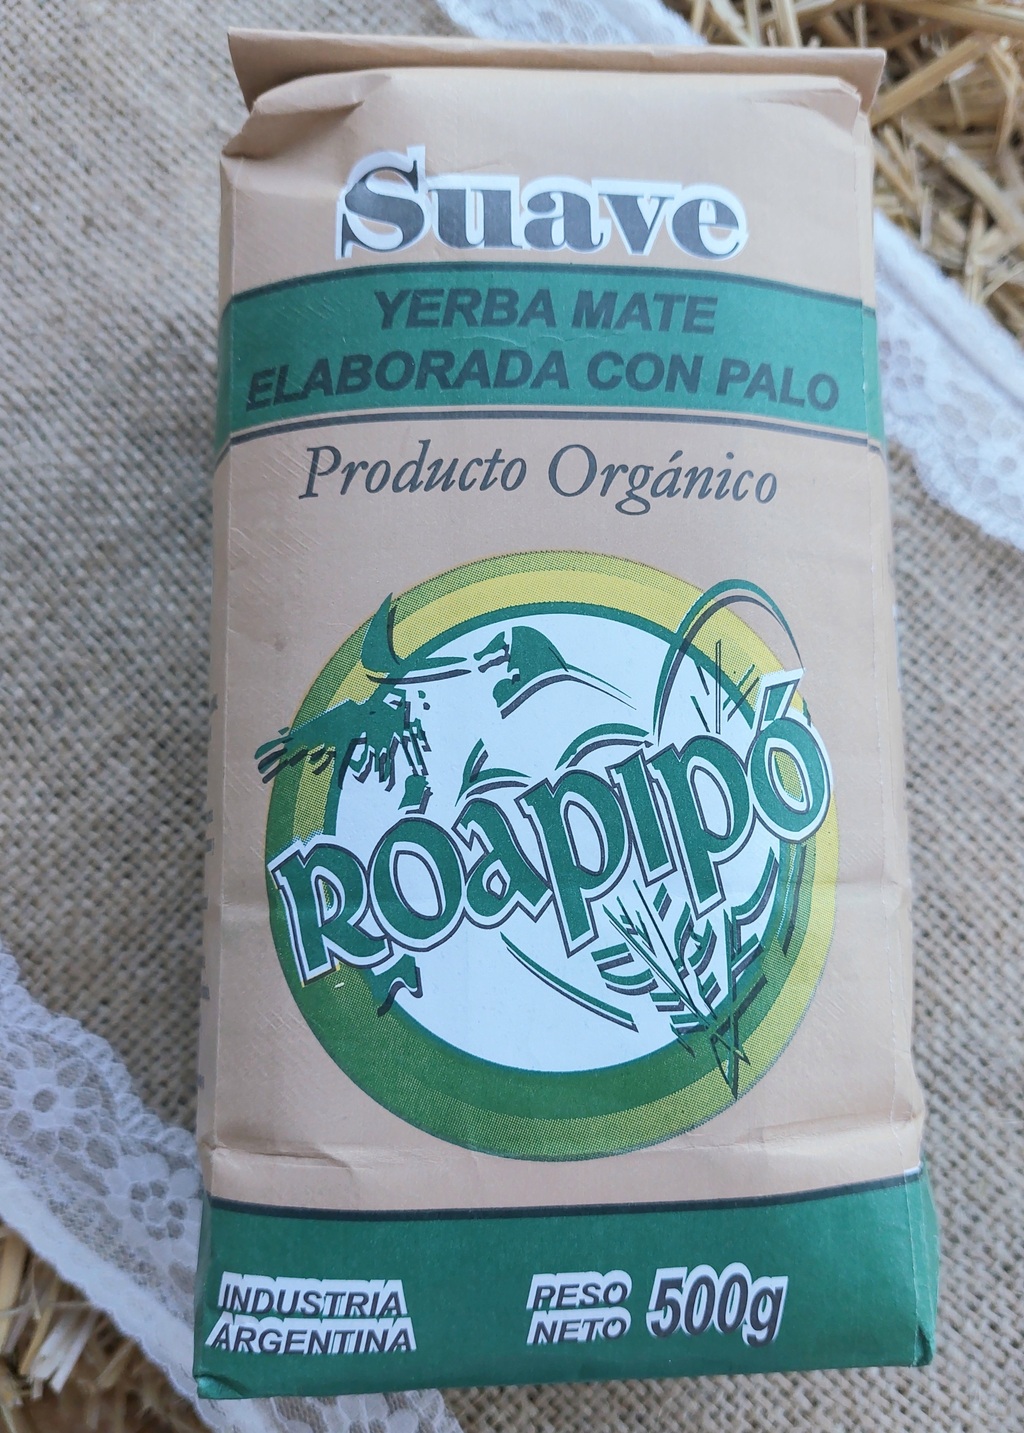 Suave
YERBA MATE
ELABORADA CON PALO
Producto Orgánico
Roapipó
INDUSTRIA
ARGENTINA
PESO
NETO
500g